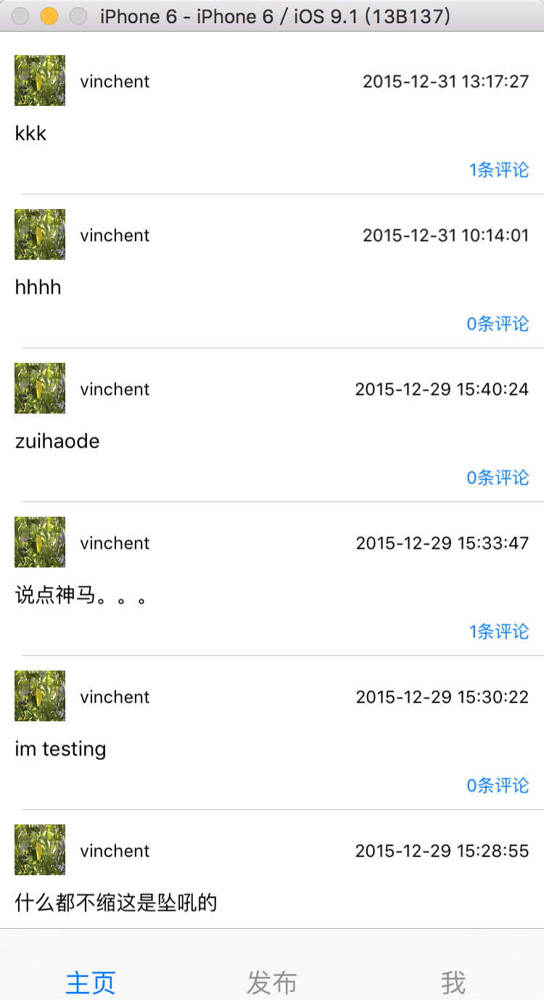 iPhone 6 - iPhone 6 / iOS 9.1 (13B137)
vinchent 2015-12-31 13:17:27
kkk
1条评论
vinchent 2015-12-31 10:14:01
hhhh
0条评论
vinchent 2015-12-29 15:40:24
zuihaode
0条评论
vinchent 2015-12-29 15:33:47
说点神马。。。
1条评论
vinchent 2015-12-29 15:30:22
im testing
0条评论
vinchent 2015-12-29 15:28:55
什么都不缩这是坠吼的
主页 发布 我